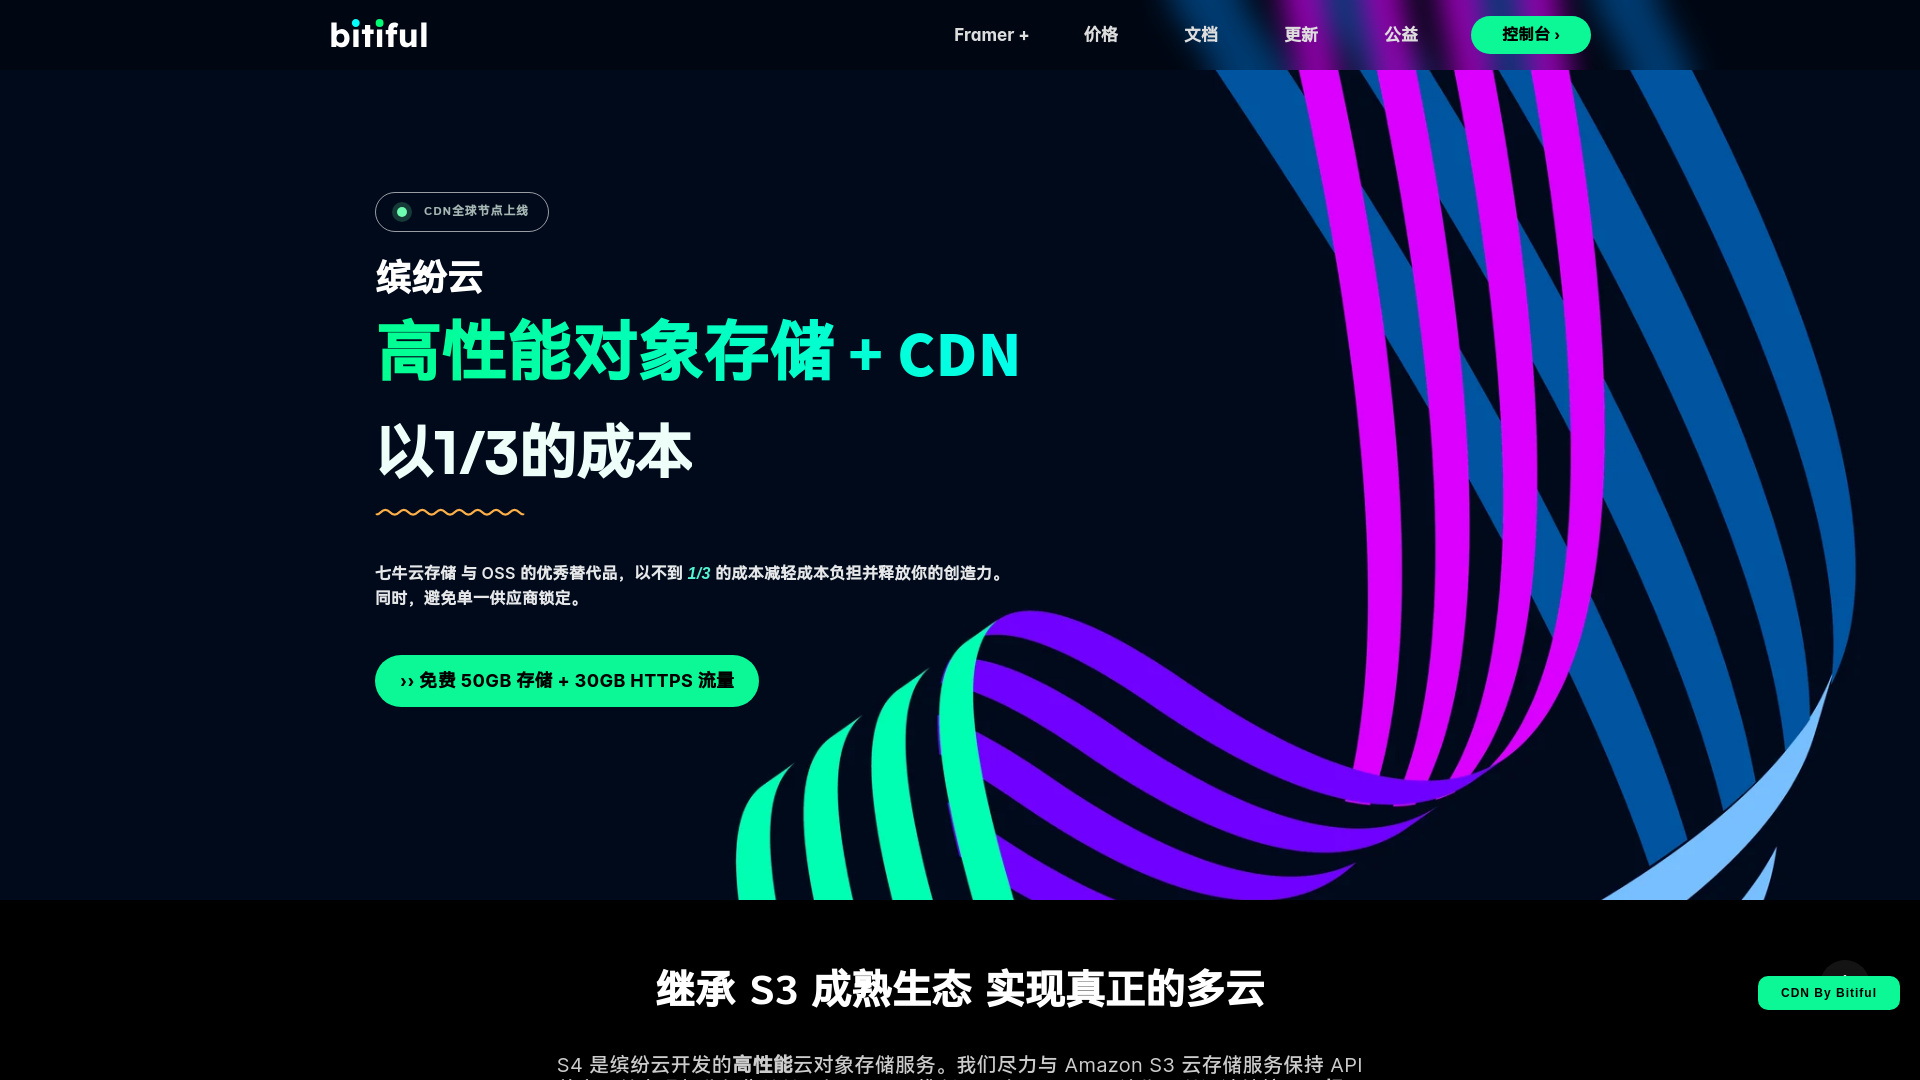 bitiful
Framer +
价格
文档
更新
公益
控制台 ›
CDN全球节点上线
缤纷云
高性能对象存储 + CDN
以1/3的成本
七牛云存储 与 OSS 的优秀替代品，以不到 1/3 的成本减轻成本负担并释放你的创造力。
同时，避免单一供应商锁定。
›› 免费 50GB 存储 + 30GB HTTPS 流量
继承 S3 成熟生态 实现真正的多云
CDN By Bitiful
S4 是缤纷云开发的高性能云对象存储服务。我们尽力与 Amazon S3 云存储服务保持 API